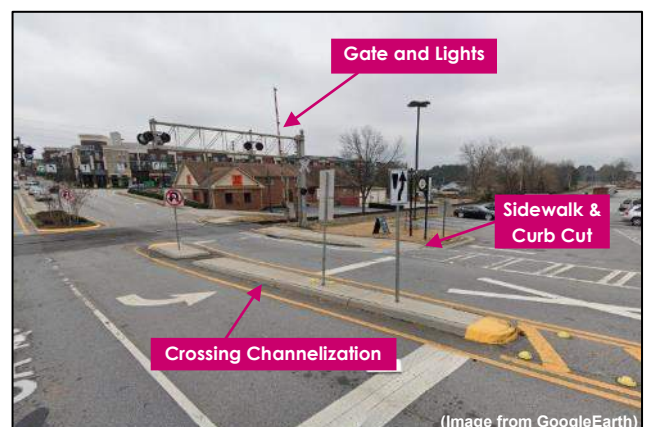 Gate and Lights
Sidewalk &
Curb Cut
Crossing Channelization
(Image from GoogleEarth)